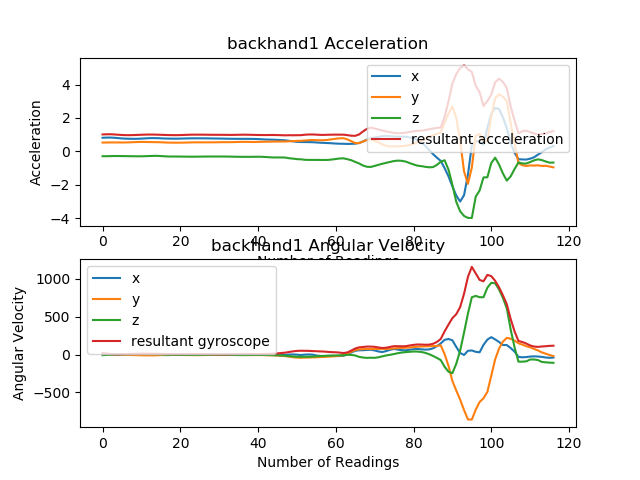 backhand1 Acceleration
Acceleration
4
2
0
−2
−4
x
y
z
resultant acceleration
0 20 40 60 80 100 120
Number of Readings
backhand1 Angular Velocity
Angular Velocity
1000
500
0
−500
x
y
z
resultant gyroscope
0 20 40 60 80 100 120
Number of Readings